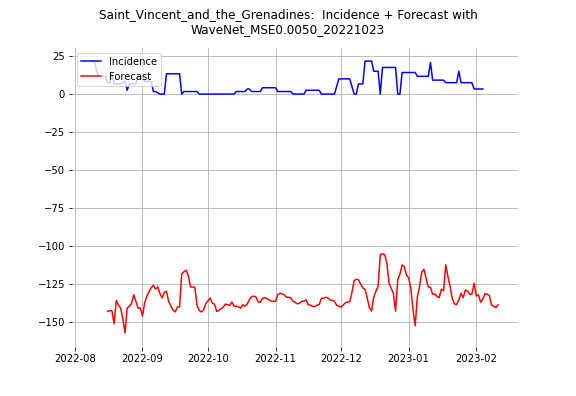 Saint_Vincent_and_the_Grenadines:  Incidence + Forecast with
WaveNet_MSE0.0050_20221023
Incidence
Forecast
25
0
−25
−50
−75
−100
−125
−150
2022-08 2022-09 2022-10 2022-11 2022-12 2023-01 2023-02